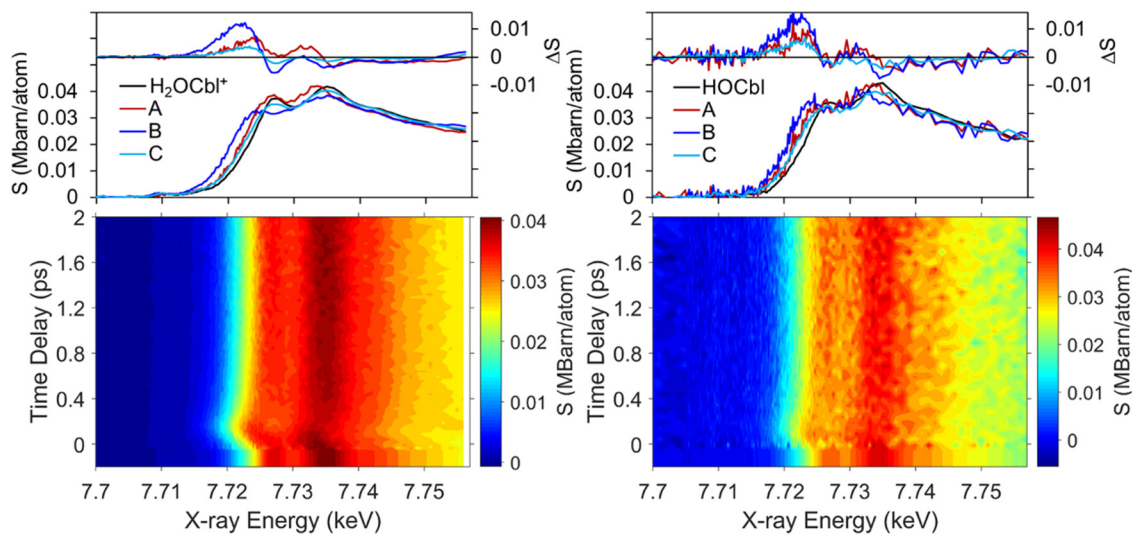 S (Mbarn/atom)
0.04
0.03
0.02
0.01
0
H₂OCbl⁺
A
B
C
0.01
0
-0.01
ΔS
S (Mbarn/atom)
0.04
0.03
0.02
0.01
0
HOCbl
A
B
C
0.01
0
-0.01
ΔS
Time Delay (ps)
2
1.6
1.2
0.8
0.4
0
7.7 7.71 7.72 7.73 7.74 7.75
X-ray Energy (keV)
0.04
0.03
0.02
0.01
0
S (MBarn/atom)
Time Delay (ps)
2
1.6
1.2
0.8
0.4
0
7.7 7.71 7.72 7.73 7.74 7.75
X-ray Energy (keV)
0.04
0.03
0.02
0.01
0
S (MBarn/atom)